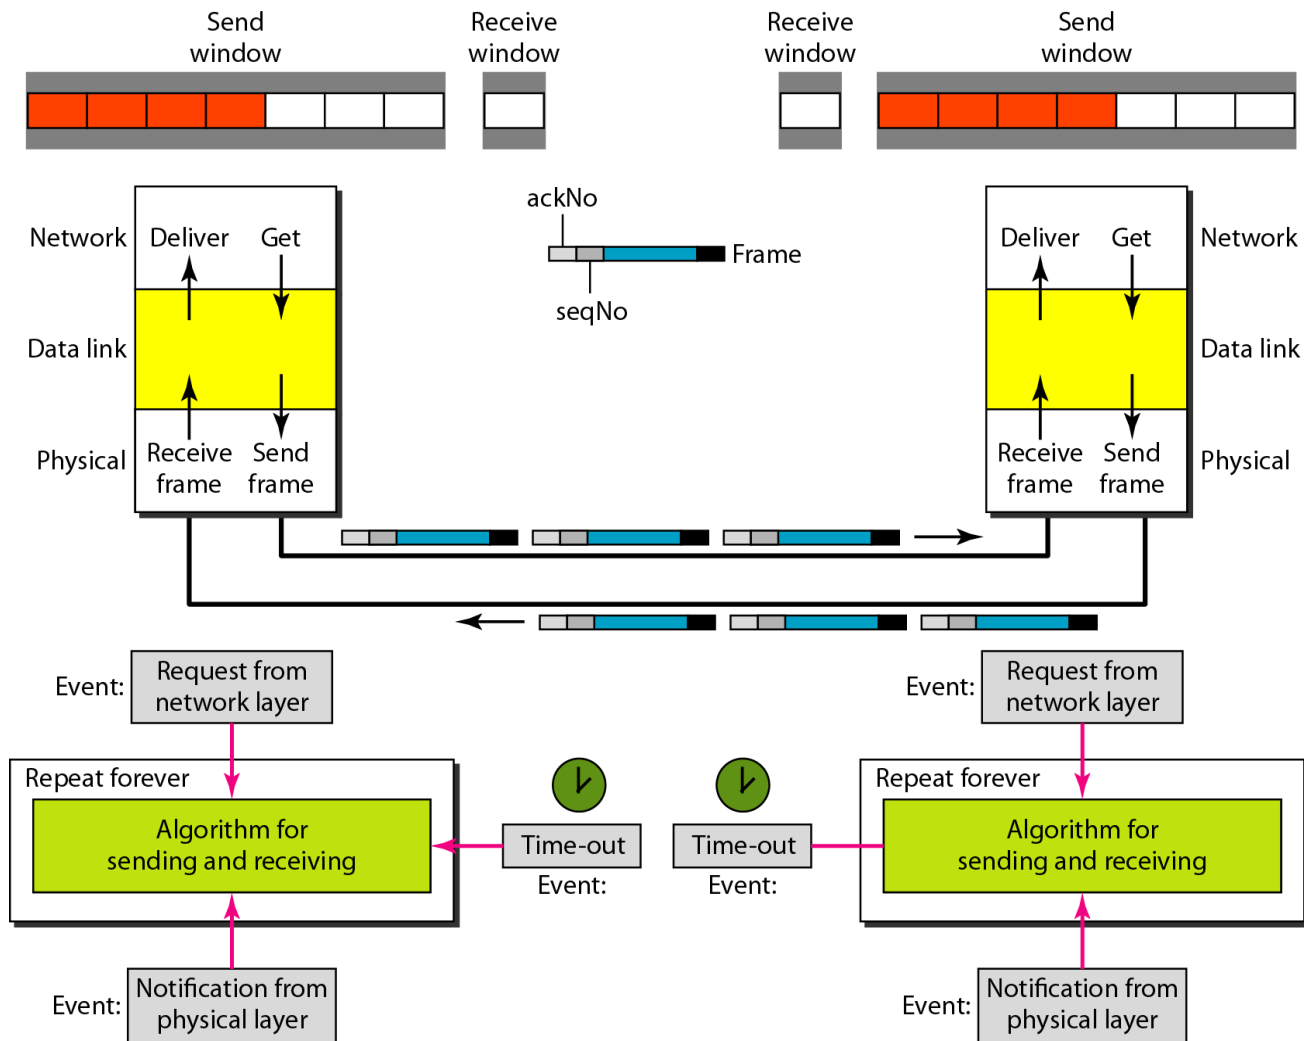 Send
window
Receive
window
Receive
window
Send
window
ackNo
Frame
seqNo
Network
Deliver
Get
Data link
Physical
Receive
frame
Send
frame
Deliver
Get
Network
Data link
Receive
frame
Send
frame
Physical
Event:
Request from
network layer
Repeat forever
Algorithm for
sending and receiving
Time-out
Event:
Event:
Notification from
physical layer
Event:
Request from
network layer
Time-out
Event:
Repeat forever
Algorithm for
sending and receiving
Event:
Notification from
physical layer